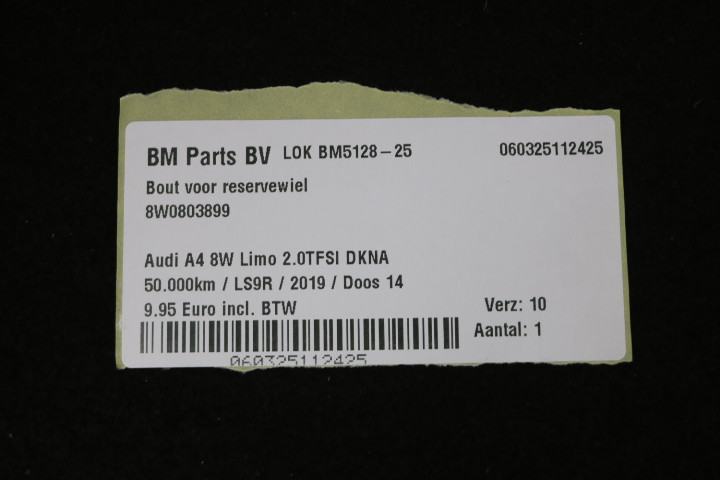 BM Parts BV LOK BM5128-25 060325112425
Bout voor reservewiel
8W0803899
Audi A4 8W Limo 2.0TFSI DKNA
50.000km / LS9R / 2019 / Doos 14
9.95 Euro incl. BTW Verz: 10
Aantal: 1
060325112425